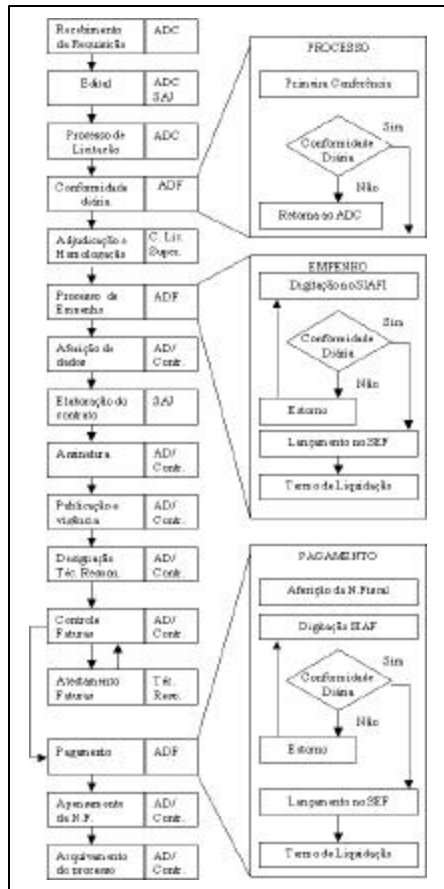 Recebimento ADC
de Requisição
Edital ADC
SAJ
Processo de ADC
Licitação
Conformidade ADF
diária
Adjudicação e C. Lic.
Homologação Super.
Processo de ADF
Empenho
Aferição de AD/
dados Contr.
Elaboração do SAJ
contrato
Assinatura AD/
Contr.
Publicação e AD/
vigência Contr.
Designação AD/
Téc. Respon. Contr.
Controle AD/
Faturas Contr.
Atestamento Téc.
Faturas Resc.
Pagamento ADF
Apensamento AD/
da N.F. Contr.
Arquivamento AD/
do processo Contr.
PROCESSO
Primeira Conferência
Sim
Conformidade
Diária
Não
Retorna ao ADC
EMPENHO
Digitação no SIAFI
Sim
Conformidade
Diária
Não
Estorno
Lançamento no SEF
Termo de Liquidação
PAGAMENTO
Aferição da N.Fiscal
Digitação SIAF
Sim
Conformidade
Diária
Não
Estorno
Lançamento no SEF
Termo de Liquidação